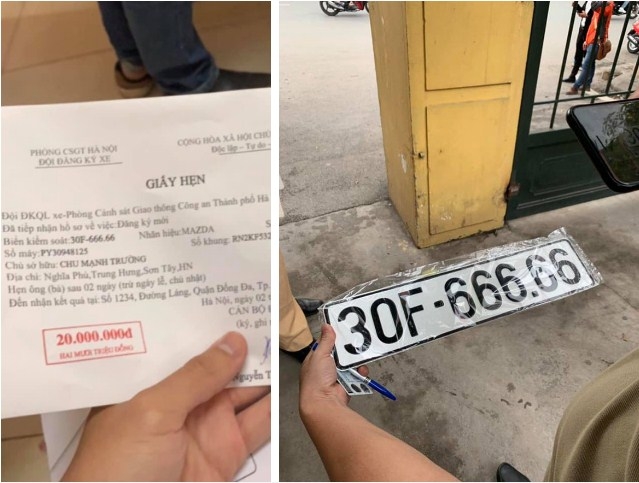 PHÒNG CSGT HÀ NỘI
ĐỘI ĐĂNG KÝ XE
CỘNG HÒA XÃ HỘI CHỦ
Độc lập - Tự do -
GIẤY HẸN
Đội ĐKQL xe-Phòng Cảnh sát Giao thông Công an Thành phố Hà
Đã tiếp nhận hồ sơ về việc:Đăng ký mới
Biển kiểm soát:30F-666.66 Nhãn hiệu:MAZDA S
Số máy:PY30948125 Số khung: RN2KF532
Chủ sở hữu: CHU MẠNH TRƯỜNG
Địa chỉ: Nghĩa Phủ,Trung Hưng,Sơn Tây,HN
Hẹn ông (bà) sau 02 ngày (trừ ngày lễ, chủ nhật)
Đến nhận kết quả tại: Số 1234, Đường Láng, Quận Đống Đa, Tp.
Hà Nội, ngày 02 t
CÁN BỘ
(ký, ghi
20.000.000đ
HAI MƯƠI TRIỆU ĐỒNG
Nguyễn T
30F-666.66